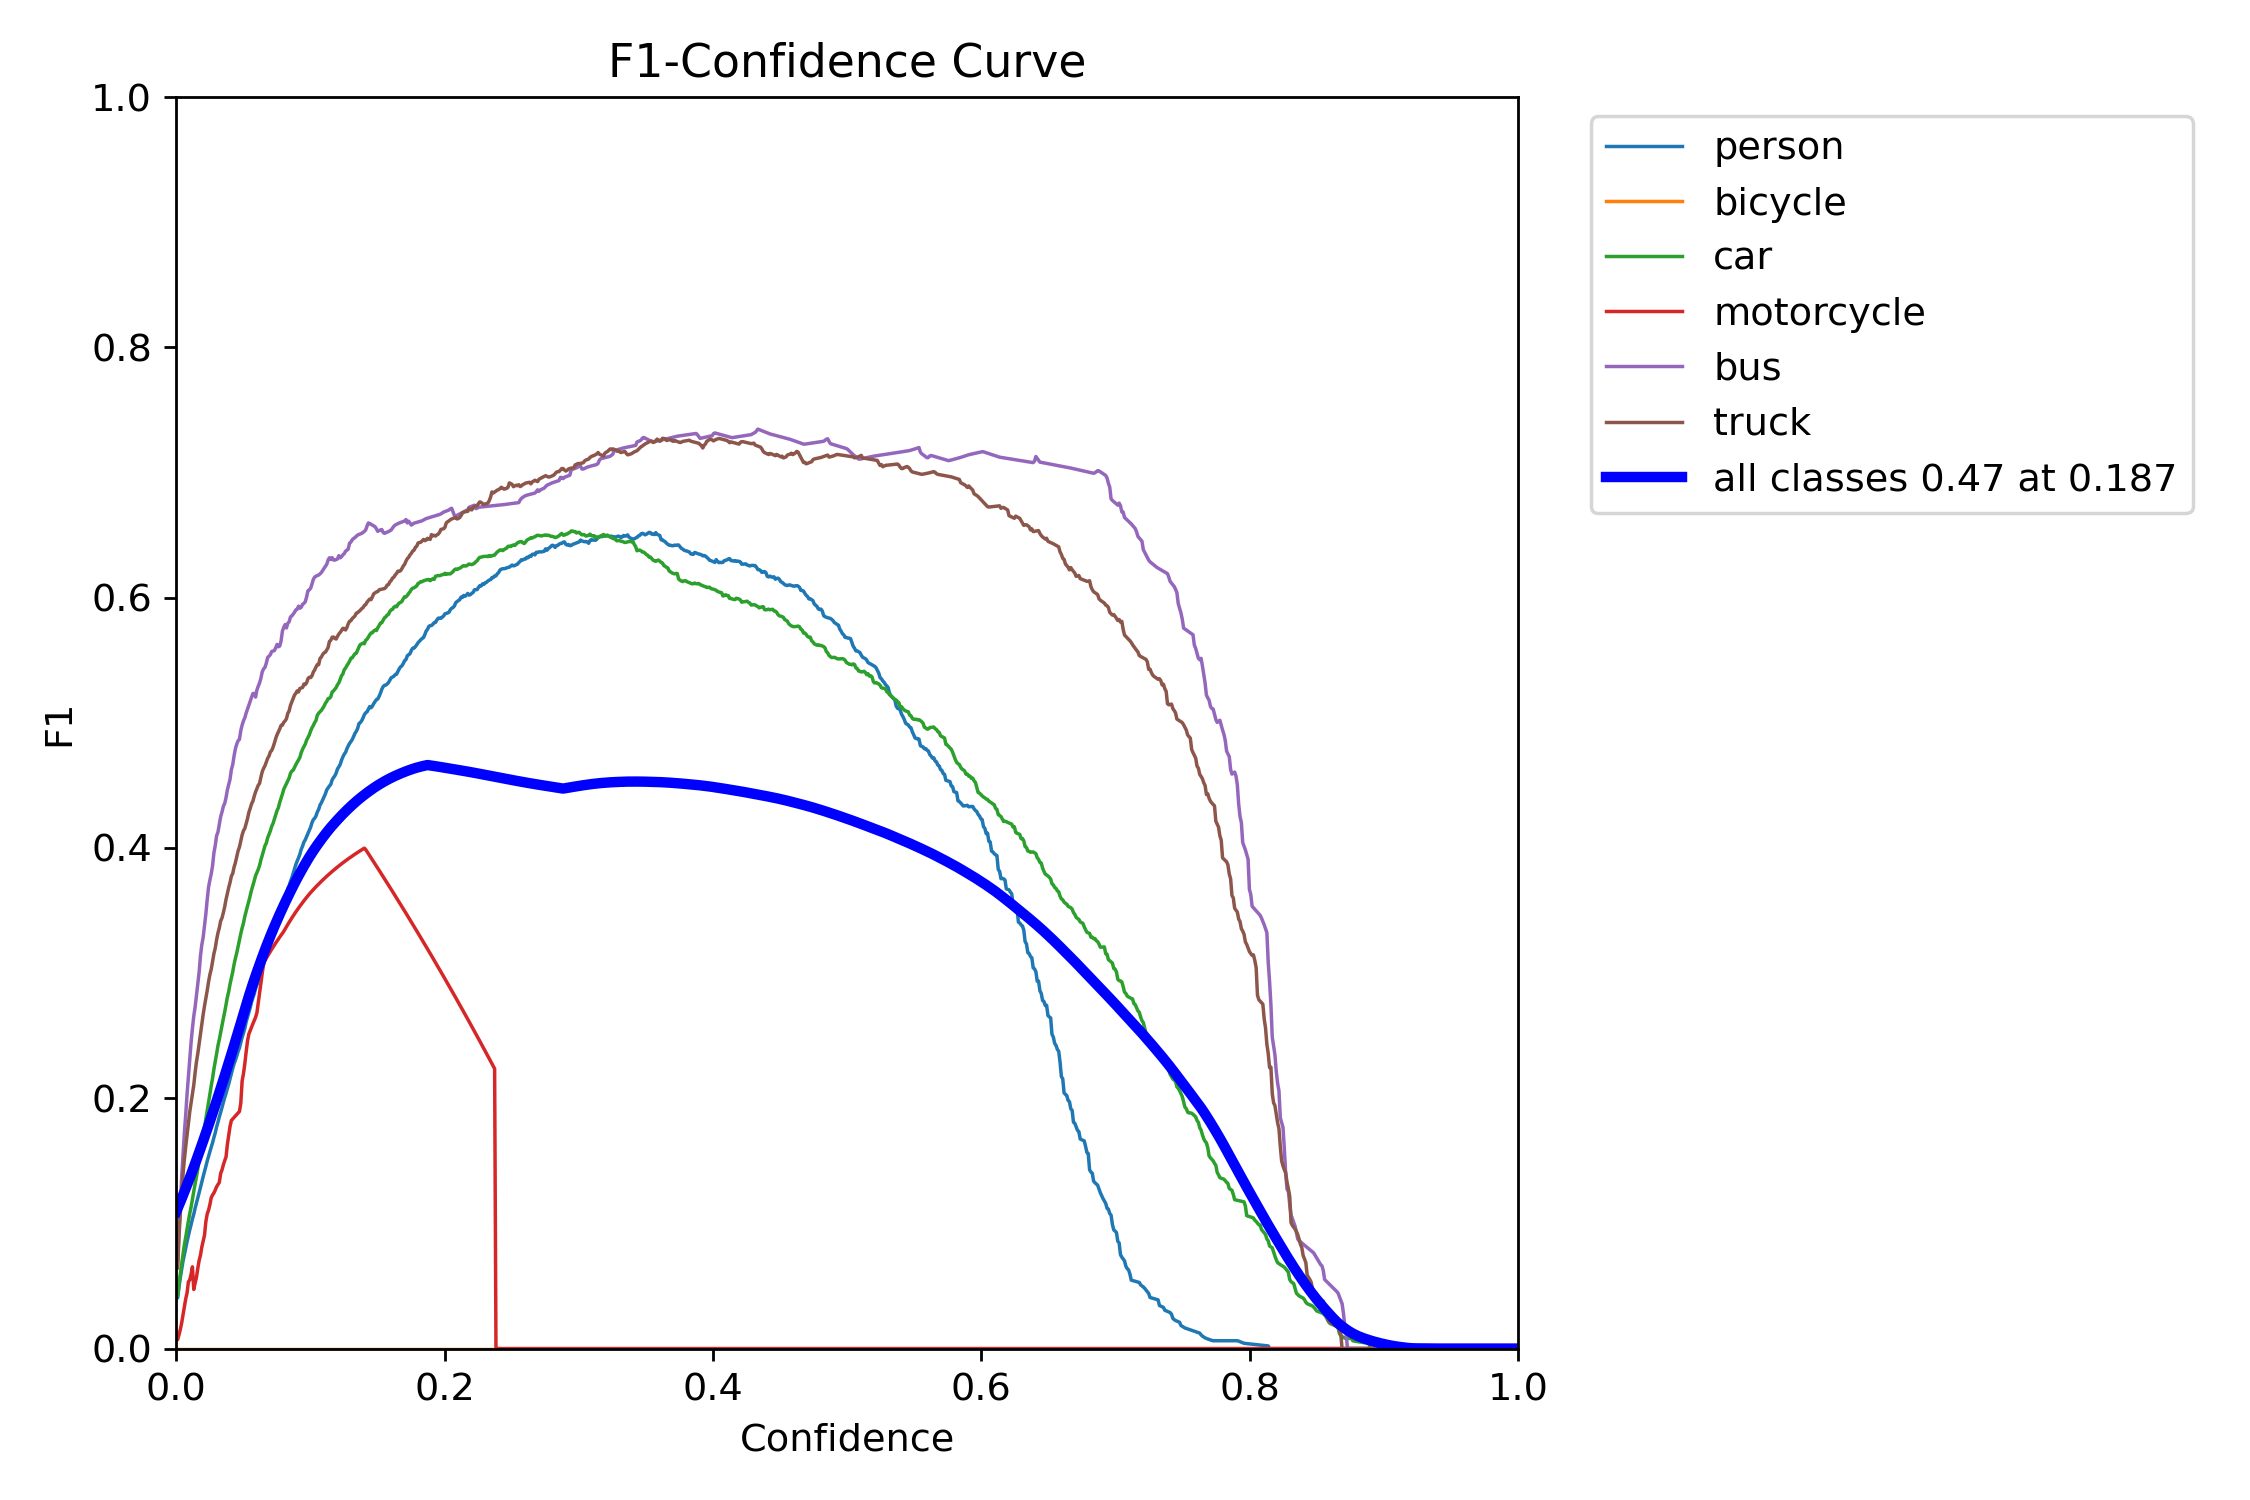 F1-Confidence Curve
1.0
0.8
0.6
0.4
0.2
0.0
F1
0.0 0.2 0.4 0.6 0.8 1.0
Confidence
person
bicycle
car
motorcycle
bus
truck
all classes 0.47 at 0.187